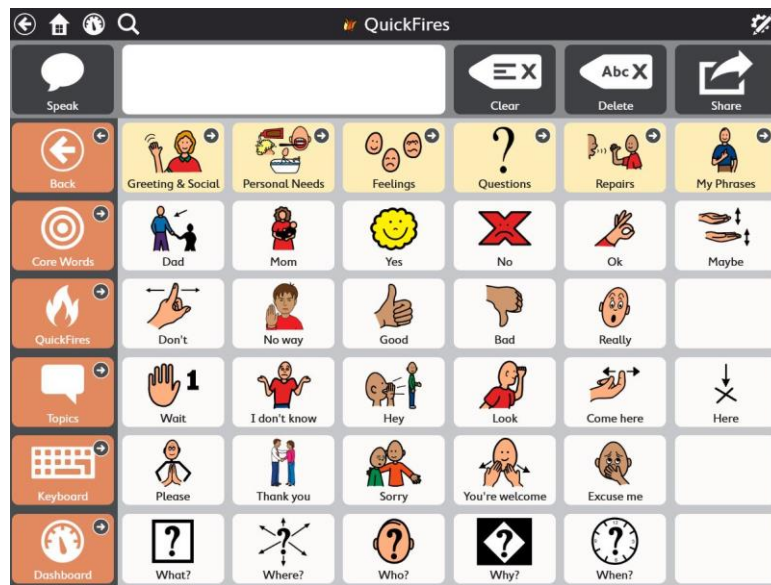 QuickFires
Speak
Abc X
Clear
Delete
Share
Back
Greeting & Social
Personal Needs
Feelings
?
Questions
Repairs
My Phrases
Core Words
Dad
Mom
Yes
No
Ok
Maybe
QuickFires
Don't
No way
Good
Bad
Really
Topics
1
Wait
I don't know
Hey
Look
Come here
Here
Keyboard
Please
Thank you
Sorry
You're welcome
Excuse me
Dashboard
?
What?
?
Where?
?
Who?
?
Why?
?
When?